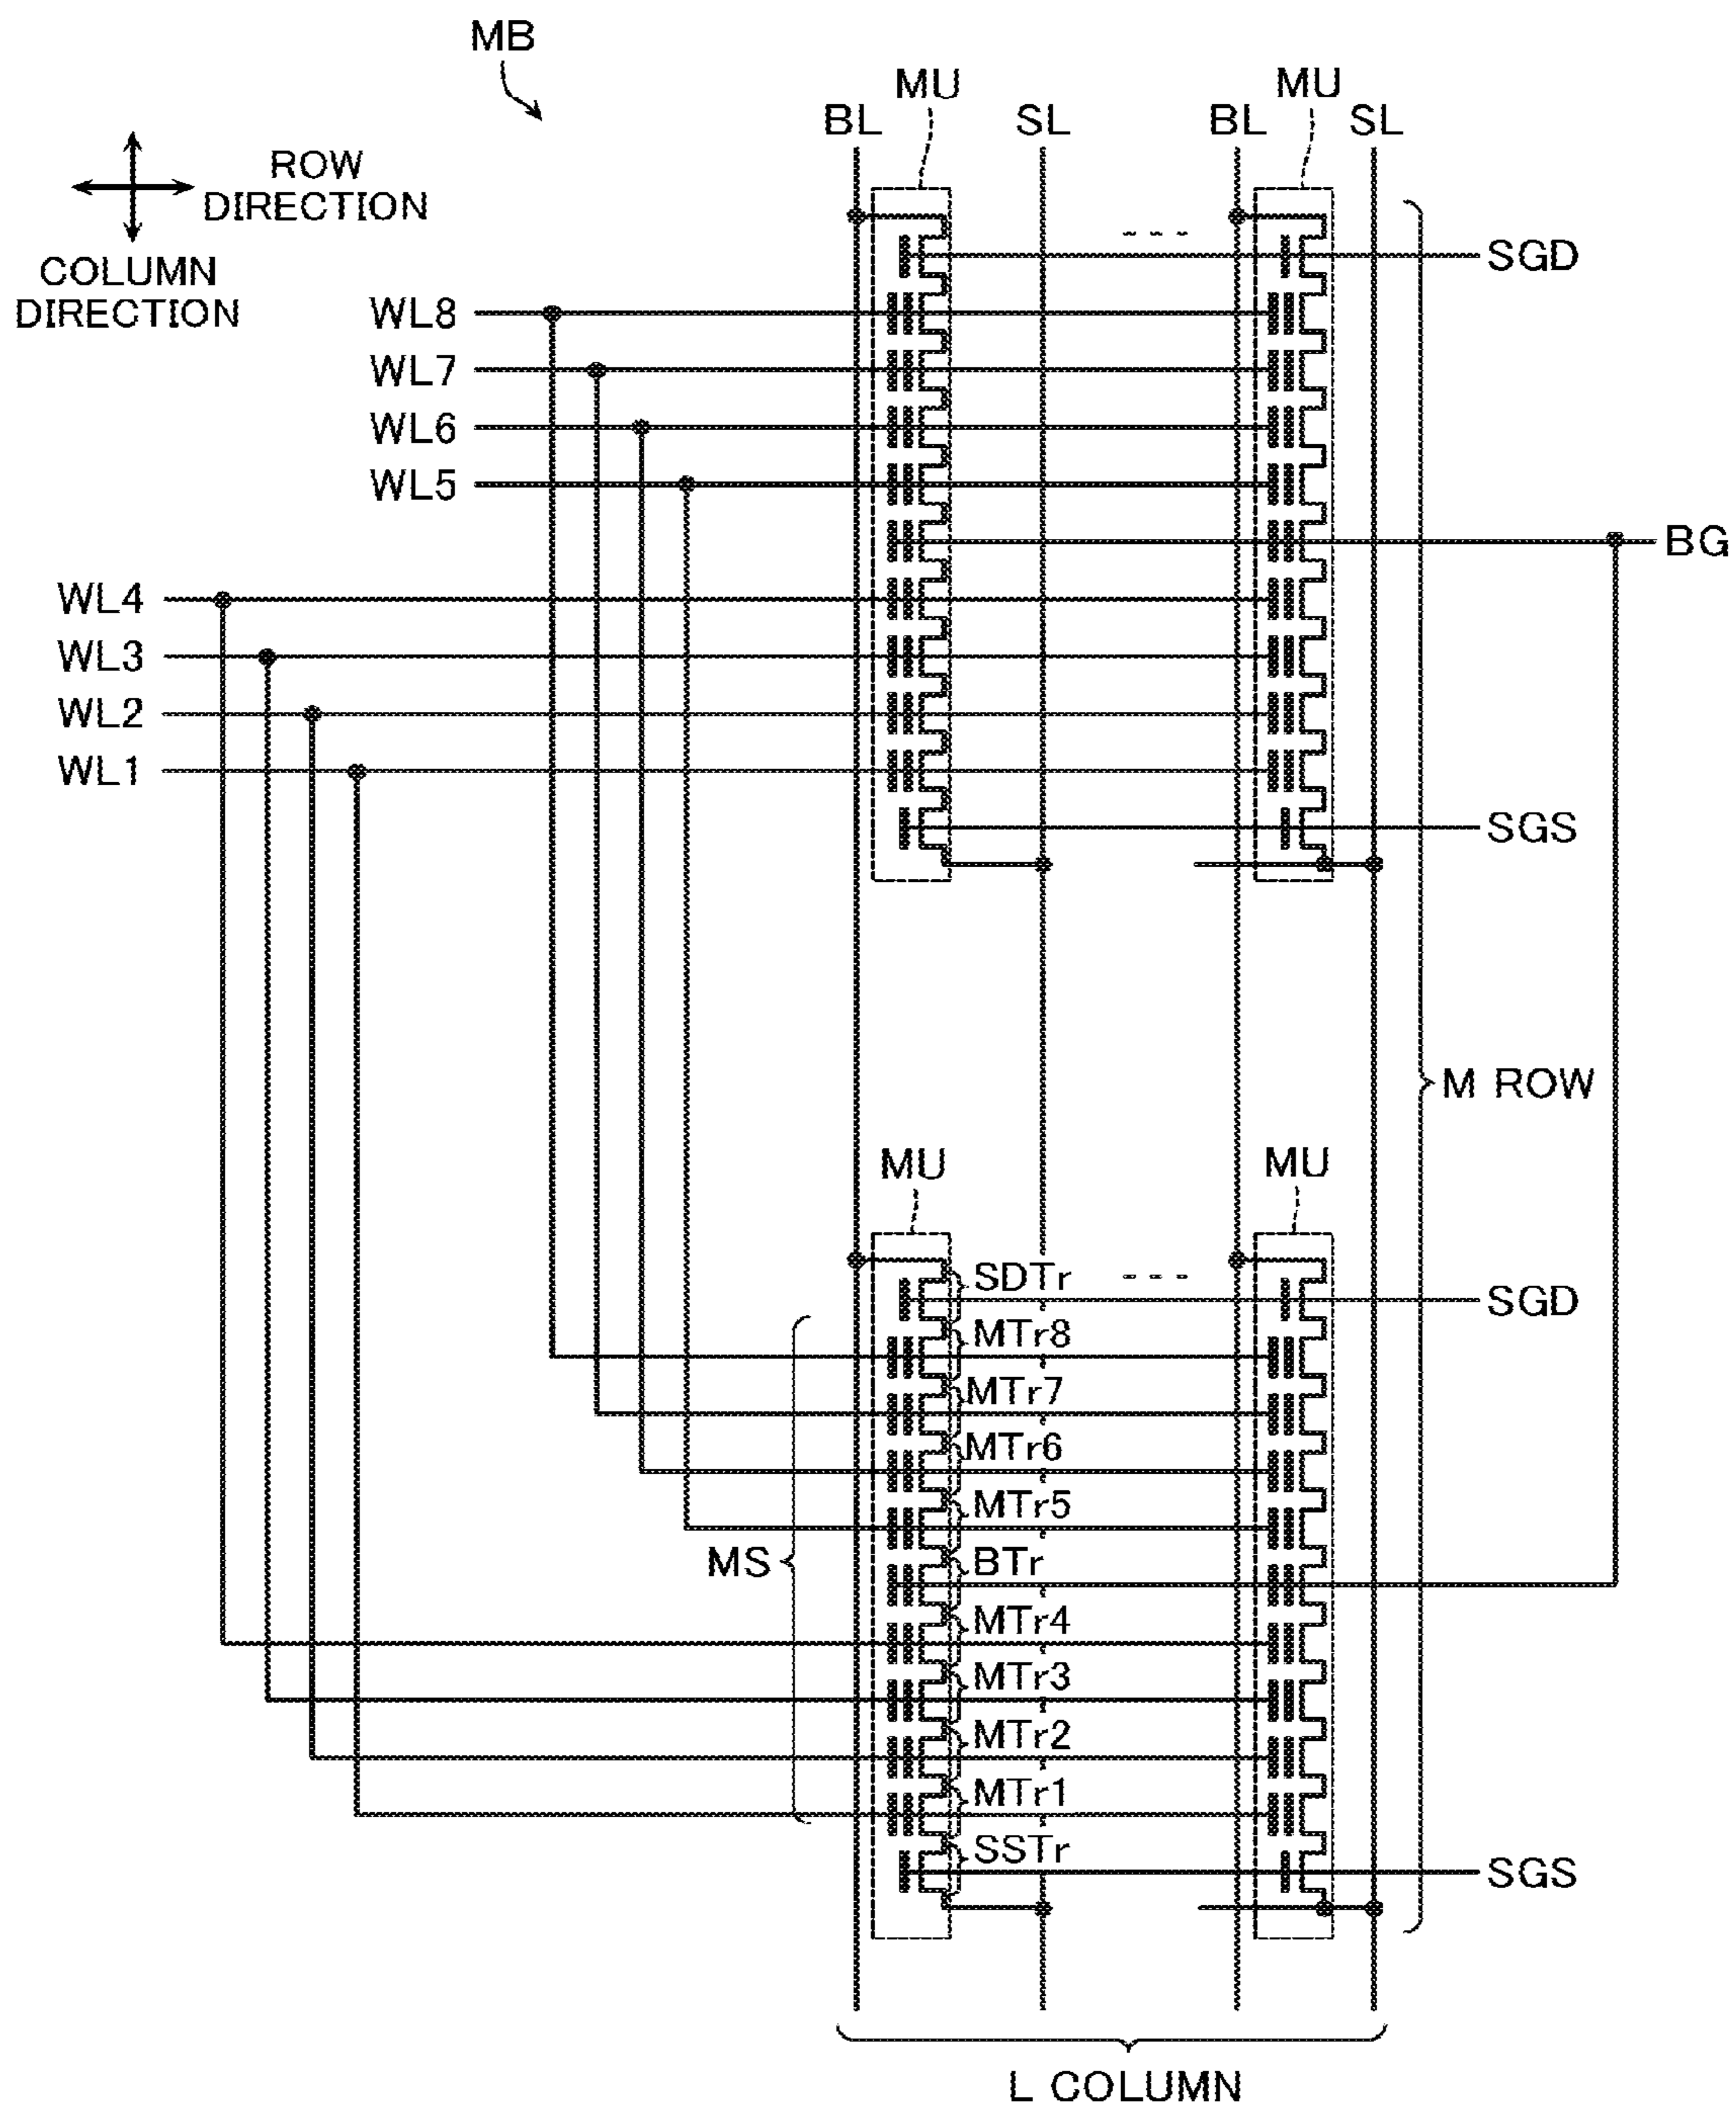 MB
MU
MU
BL
SL
BL
SL
ROW
DIRECTION
COLUMN
DIRECTION
SGD
WL8
WL7
WL6
WL5
BG
WL4
WL3
WL2
WL1
SGS
M ROW
MU
MU
SDTr
SGD
MTr8
MTr7
MTr6
MTr5
MS
BTr
MTr4
MTr3
MTr2
MTr1
SSTr
SGS
L COLUMN